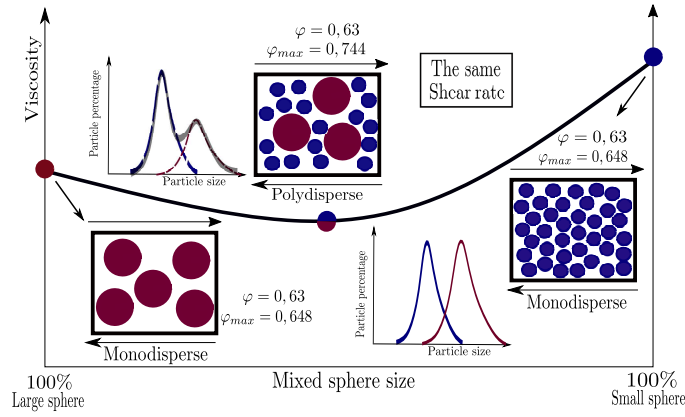 Viscosity
φ = 0, 63
φmax = 0, 744
Particle percentage
Particle size
Polydisperse
The same
Shcar ratc
φ = 0, 63
φmax = 0, 648
Monodisperse
φ = 0, 63
φmax = 0, 648
Monodisperse
Particle percentage
Particle size
100%
Large sphere
Mixed sphere size
100%
Small sphere